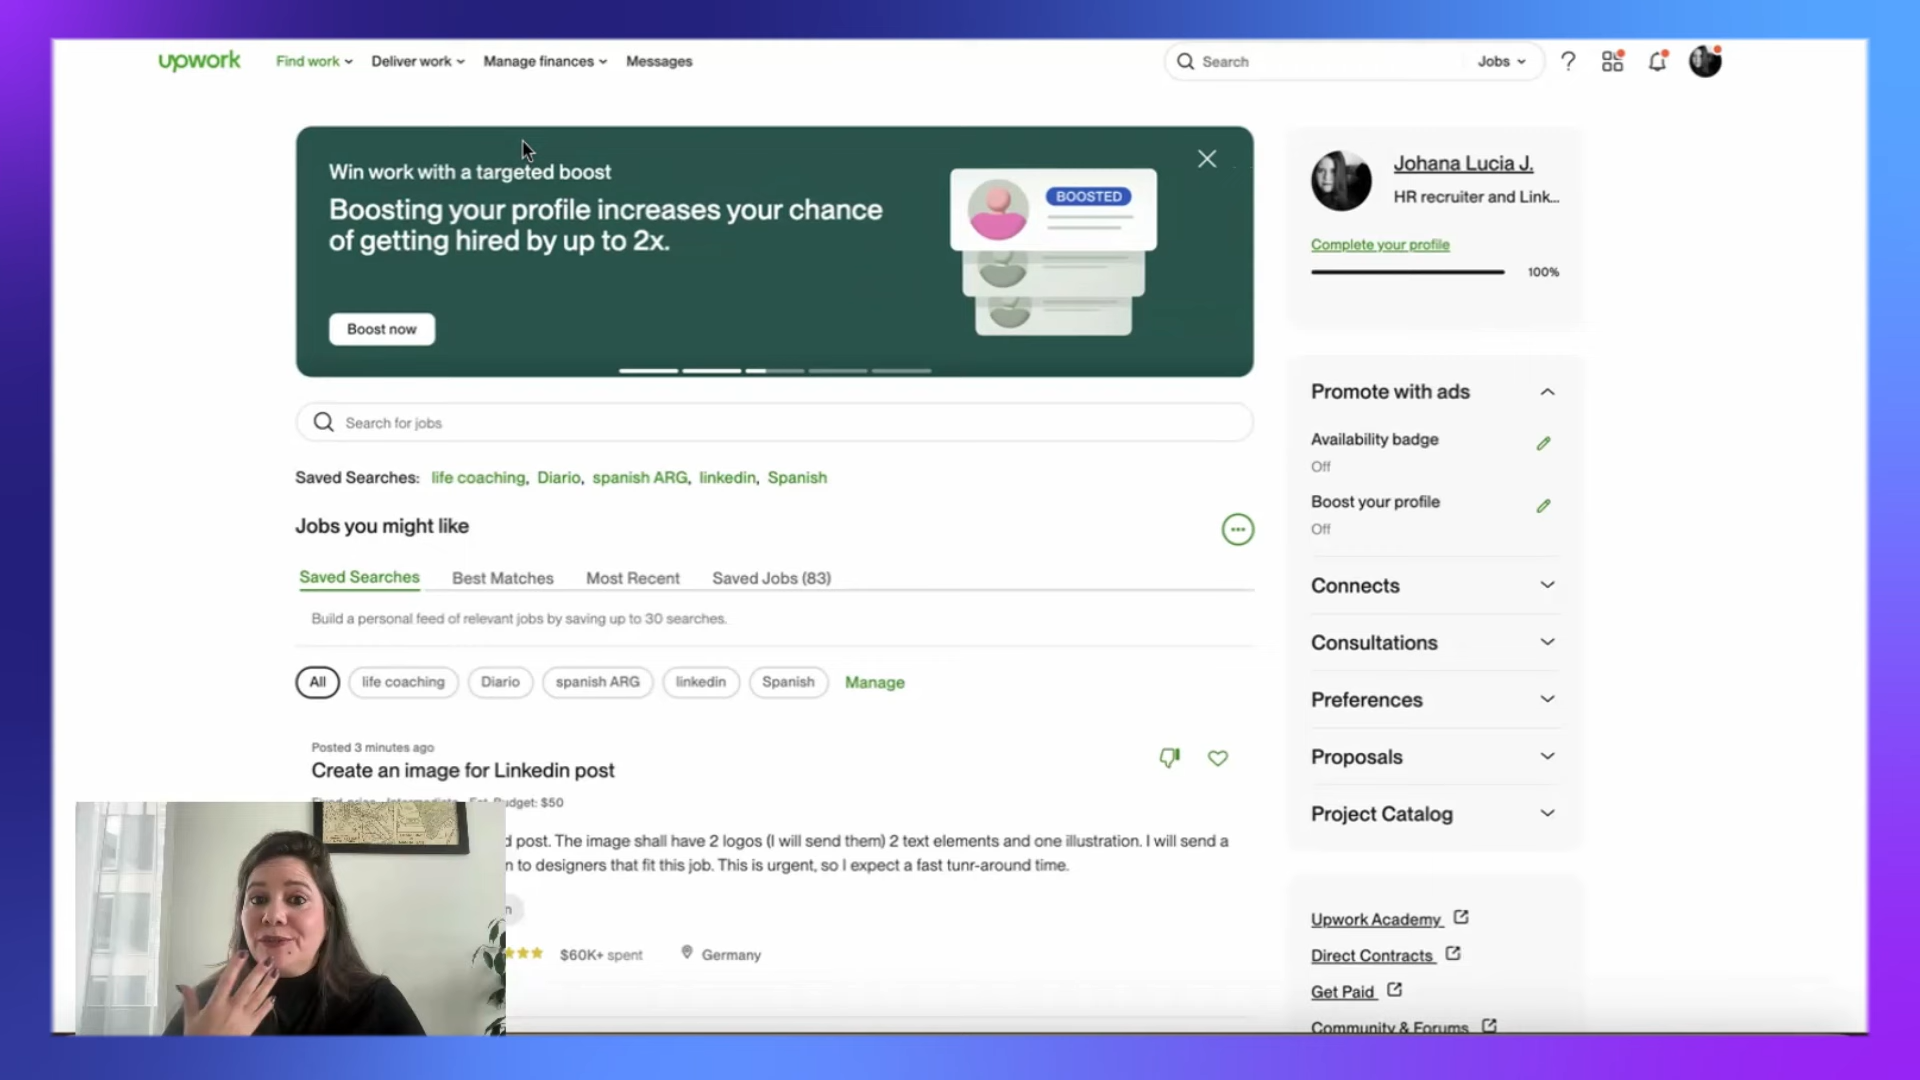 upwork
Find work
Deliver work
Manage finances
Messages
Search
Jobs
Win work with a targeted boost
Boosting your profile increases your chance
of getting hired by up to 2x.
Boost now
BOOSTED
Johana Lucia J.
HR recruiter and Link...
Complete your profile
100%
Search for jobs
Saved Searches: life coaching, Diario, spanish ARG, linkedin, Spanish
Jobs you might like
Saved Searches
Best Matches
Most Recent
Saved Jobs (83)
Build a personal feed of relevant jobs by saving up to 30 searches.
All
life coaching
Diario
spanish ARG
linkedin
Spanish
Manage
Posted 3 minutes ago
Create an image for Linkedin post
udget: $50
d post. The image shall have 2 logos (I will send them) 2 text elements and one illustration. I will send a
n to designers that fit this job. This is urgent, so I expect a fast tunr-around time.
n
$60K+ spent
Germany
Promote with ads
Availability badge
Off
Boost your profile
Off
Connects
Consultations
Preferences
Proposals
Project Catalog
Upwork Academy
Direct Contracts
Get Paid
Community & Forums